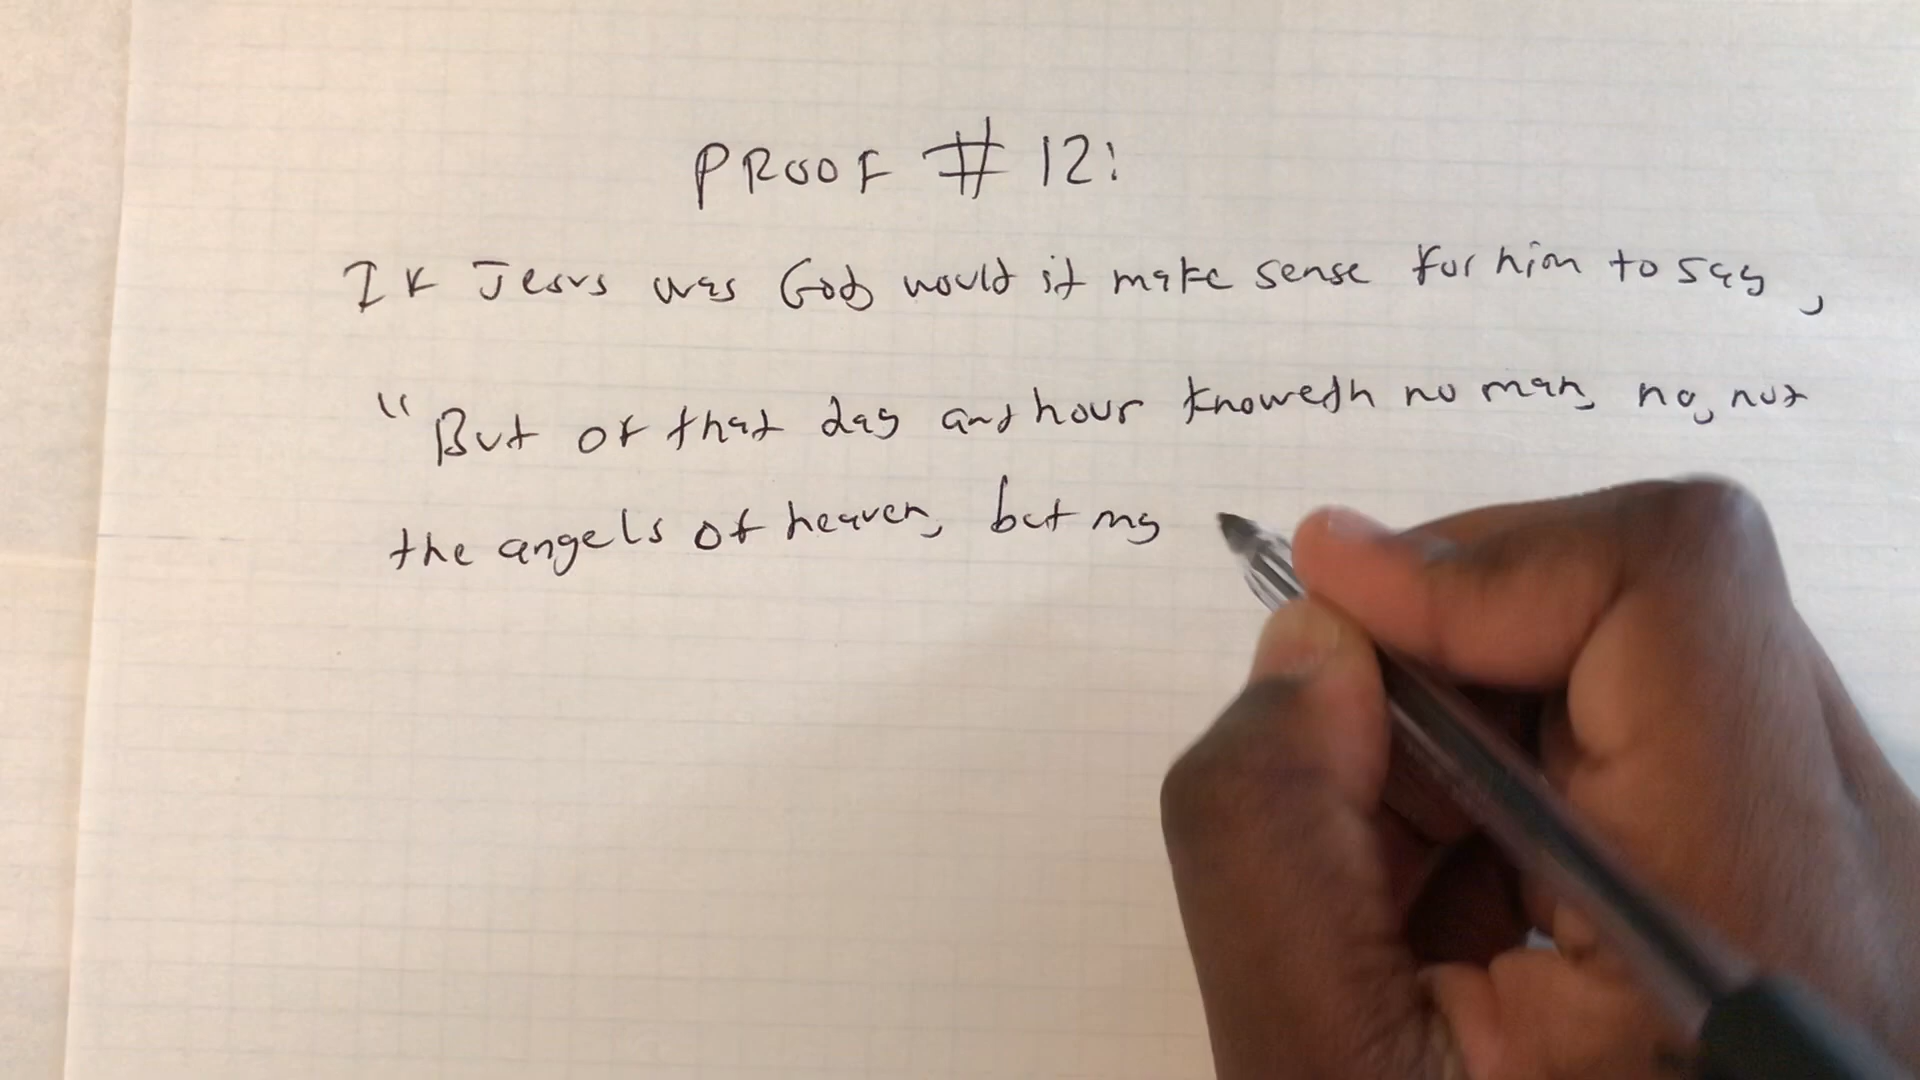 PROOF # 12:
If Jesus was God would it make sense for him to say,
"But of that day and hour knoweth no man, no, not
the angels of heaven, but my